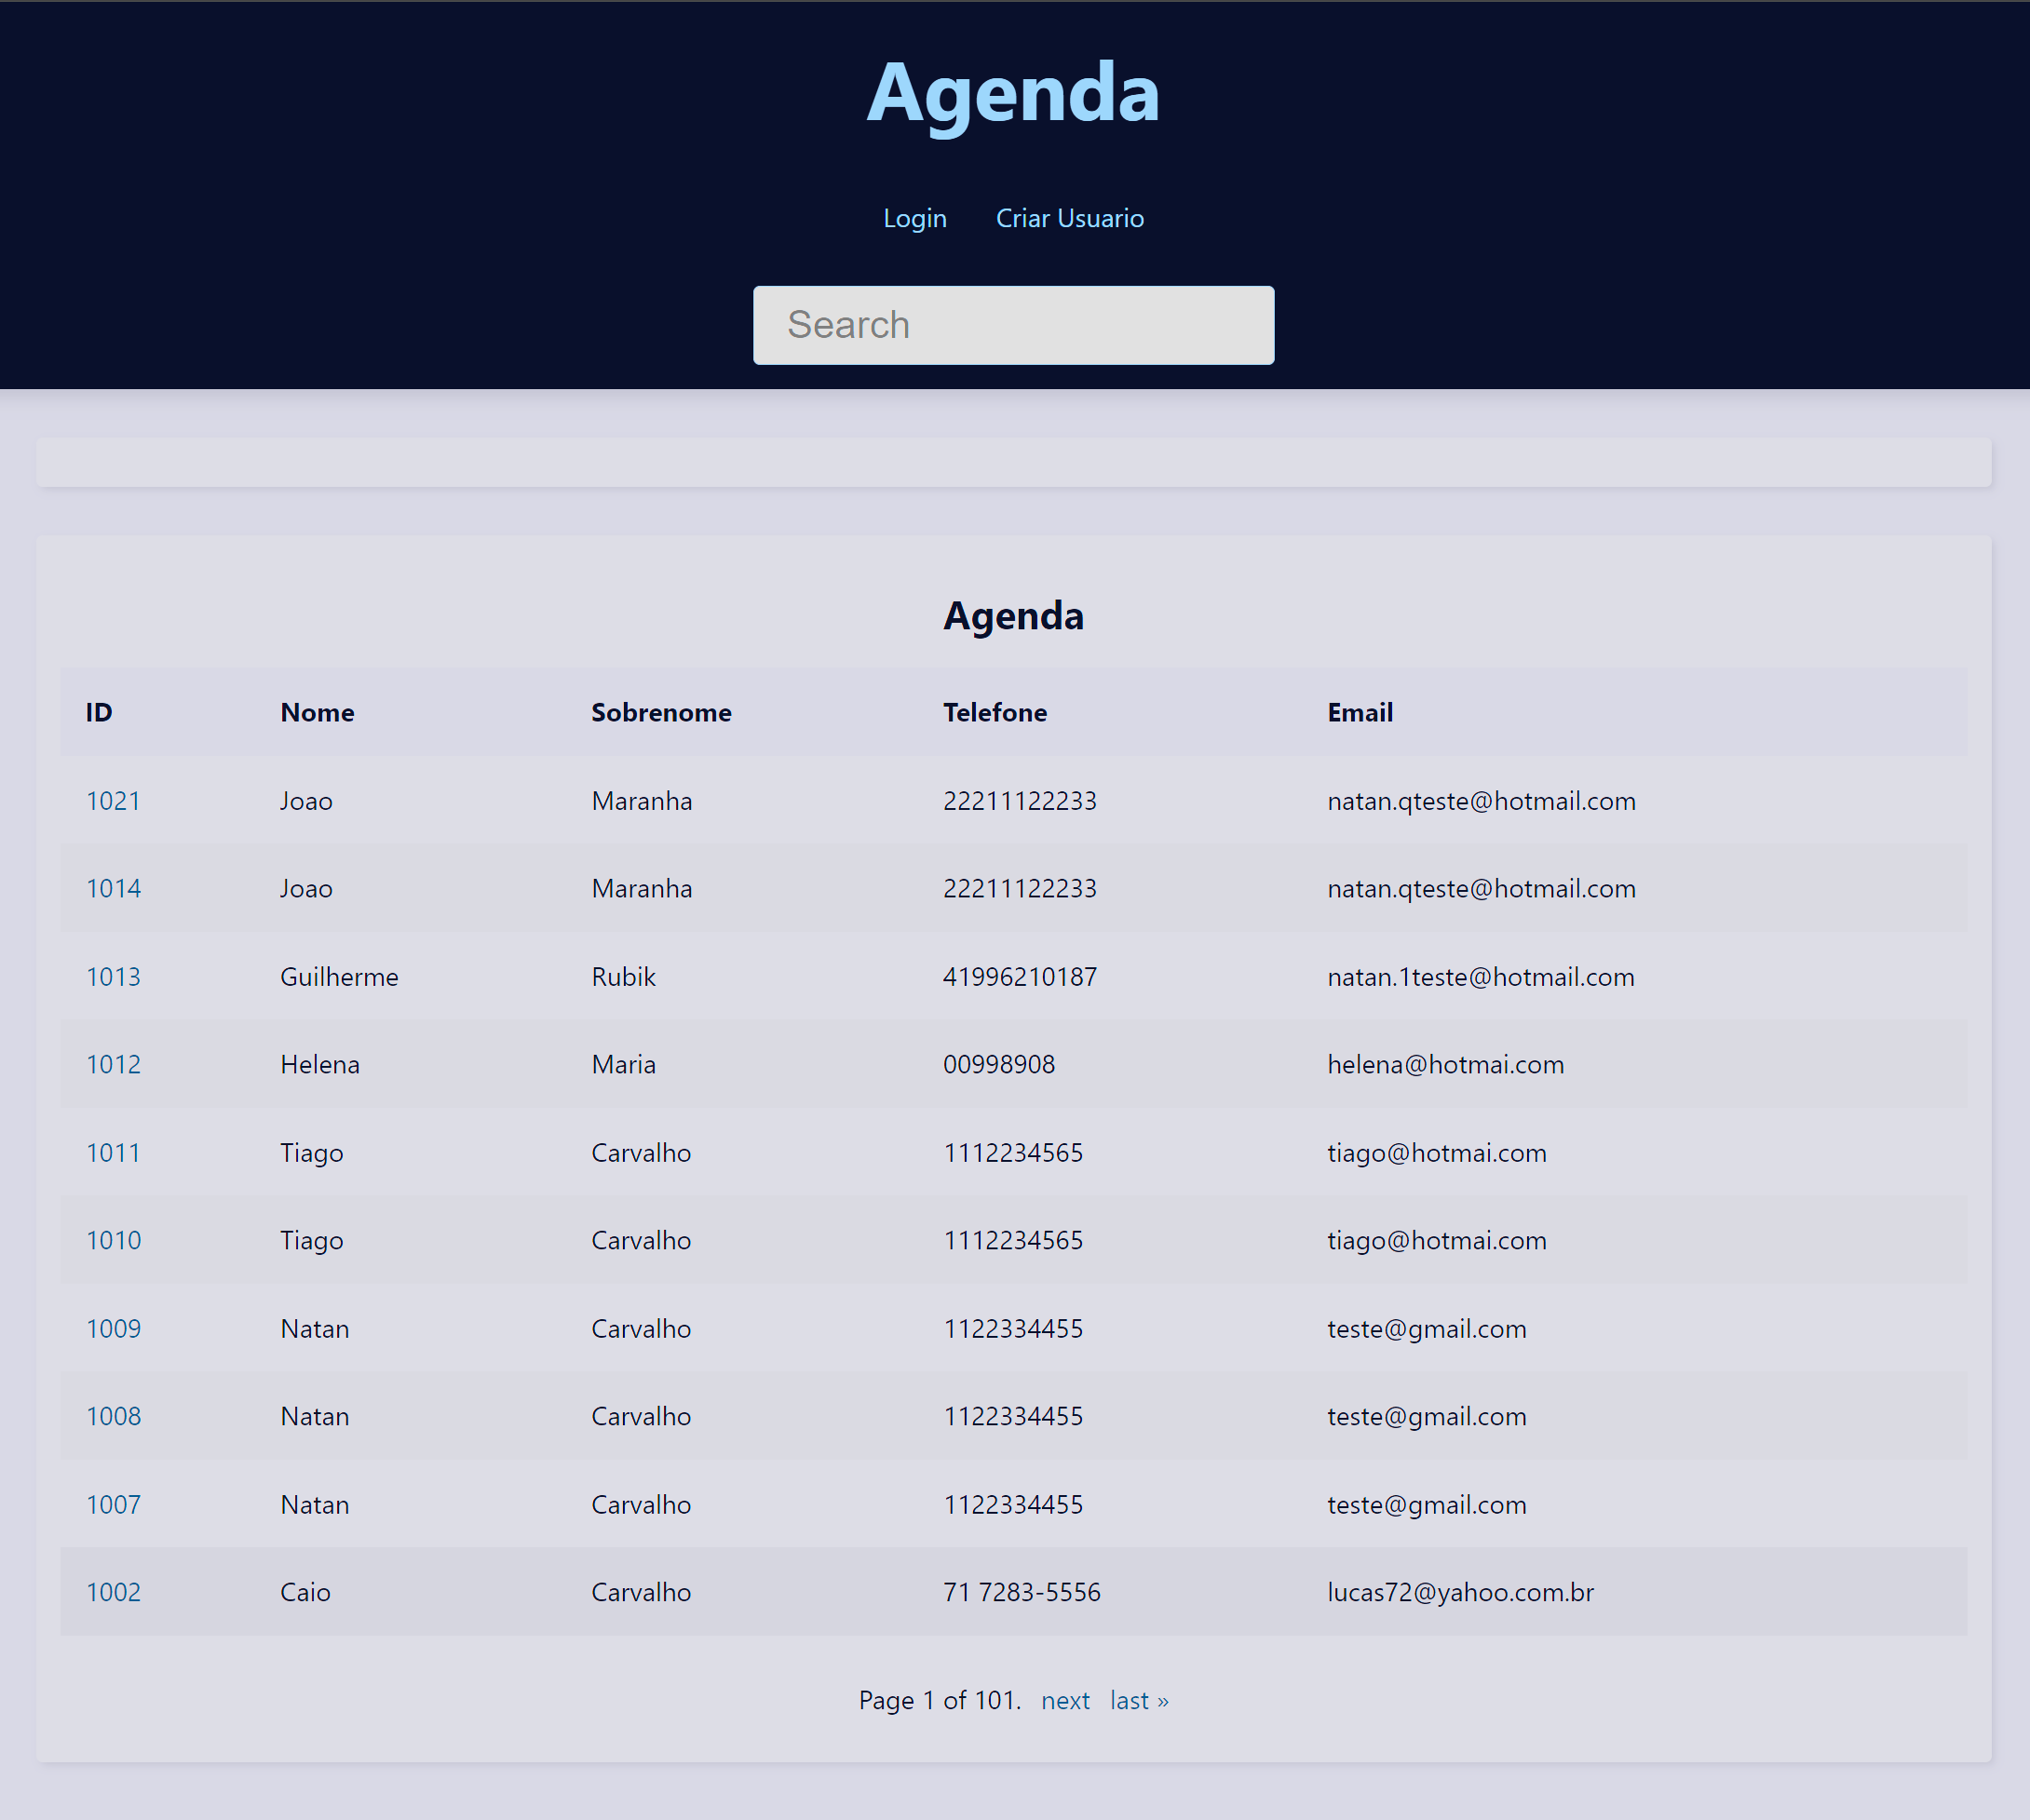 Agenda
Login Criar Usuario
Search
Agenda
ID Nome Sobrenome Telefone Email
1021 Joao Maranha 22211122233 natan.qteste@hotmail.com
1014 Joao Maranha 22211122233 natan.qteste@hotmail.com
1013 Guilherme Rubik 41996210187 natan.1teste@hotmail.com
1012 Helena Maria 00998908 helena@hotmai.com
1011 Tiago Carvalho 1112234565 tiago@hotmai.com
1010 Tiago Carvalho 1112234565 tiago@hotmai.com
1009 Natan Carvalho 1122334455 teste@gmail.com
1008 Natan Carvalho 1122334455 teste@gmail.com
1007 Natan Carvalho 1122334455 teste@gmail.com
1002 Caio Carvalho 71 7283-5556 lucas72@yahoo.com.br
Page 1 of 101. next last »